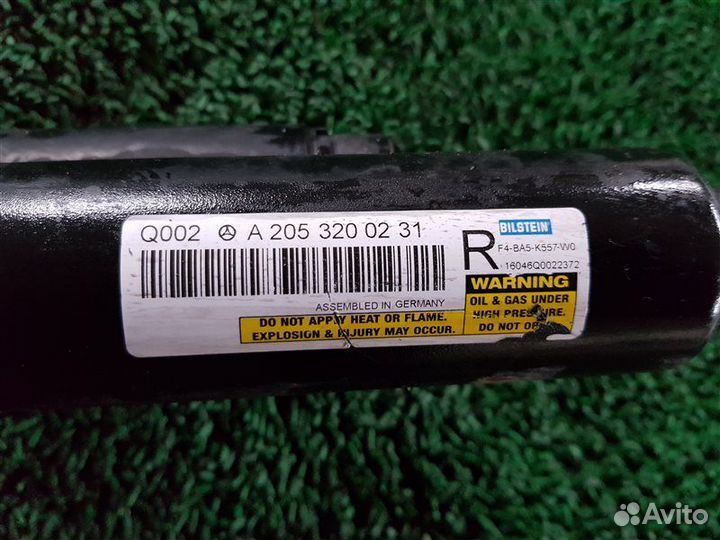 Q002 A 205 320 02 31
ASSEMBLED IN GERMANY
DO NOT APPLY HEAT OR FLAME.
EXPLOSION & INJURY MAY OCCUR.
R
BILSTEIN
F4-BA5-K557-W0
16046Q0022372
WARNING
OIL & GAS UNDER
HIGH PRESSURE.
DO NOT
Avito